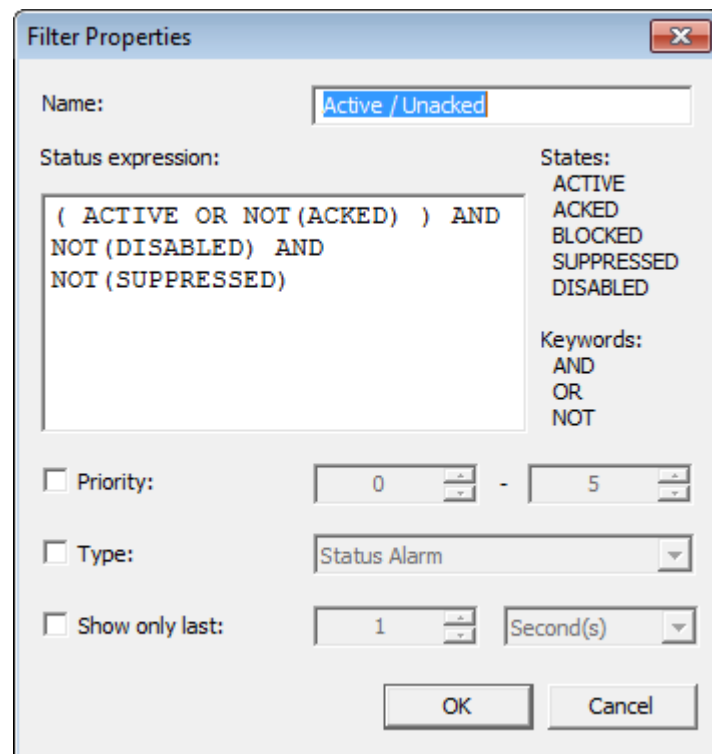 Filter Properties
Name:
Active / Unacked
Status expression:
States:
( ACTIVE OR NOT(ACKED) ) AND
NOT(DISABLED) AND
NOT(SUPPRESSED)
ACTIVE
ACKED
BLOCKED
SUPPRESSED
DISABLED
Keywords:
AND
OR
NOT
Priority:
0 - 5
Type:
Status Alarm
Show only last:
1
Second(s)
OK
Cancel